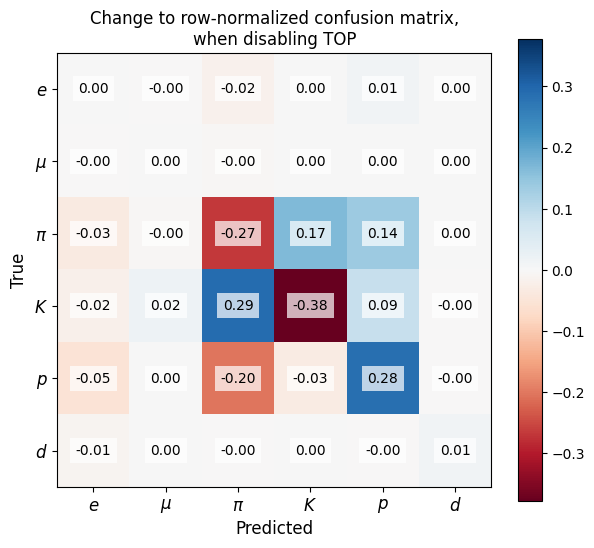 Change to row-normalized confusion matrix,
when disabling TOP
e 0.00 -0.00 -0.02 0.00 0.01 0.00
μ -0.00 0.00 -0.00 0.00 0.00 0.00
π -0.03 -0.00 -0.27 0.17 0.14 0.00
K -0.02 0.02 0.29 -0.38 0.09 -0.00
p -0.05 0.00 -0.20 -0.03 0.28 -0.00
d -0.01 0.00 -0.00 0.00 -0.00 0.01
e μ π K p d
Predicted
True
0.3
0.2
0.1
0.0
−0.1
−0.2
−0.3